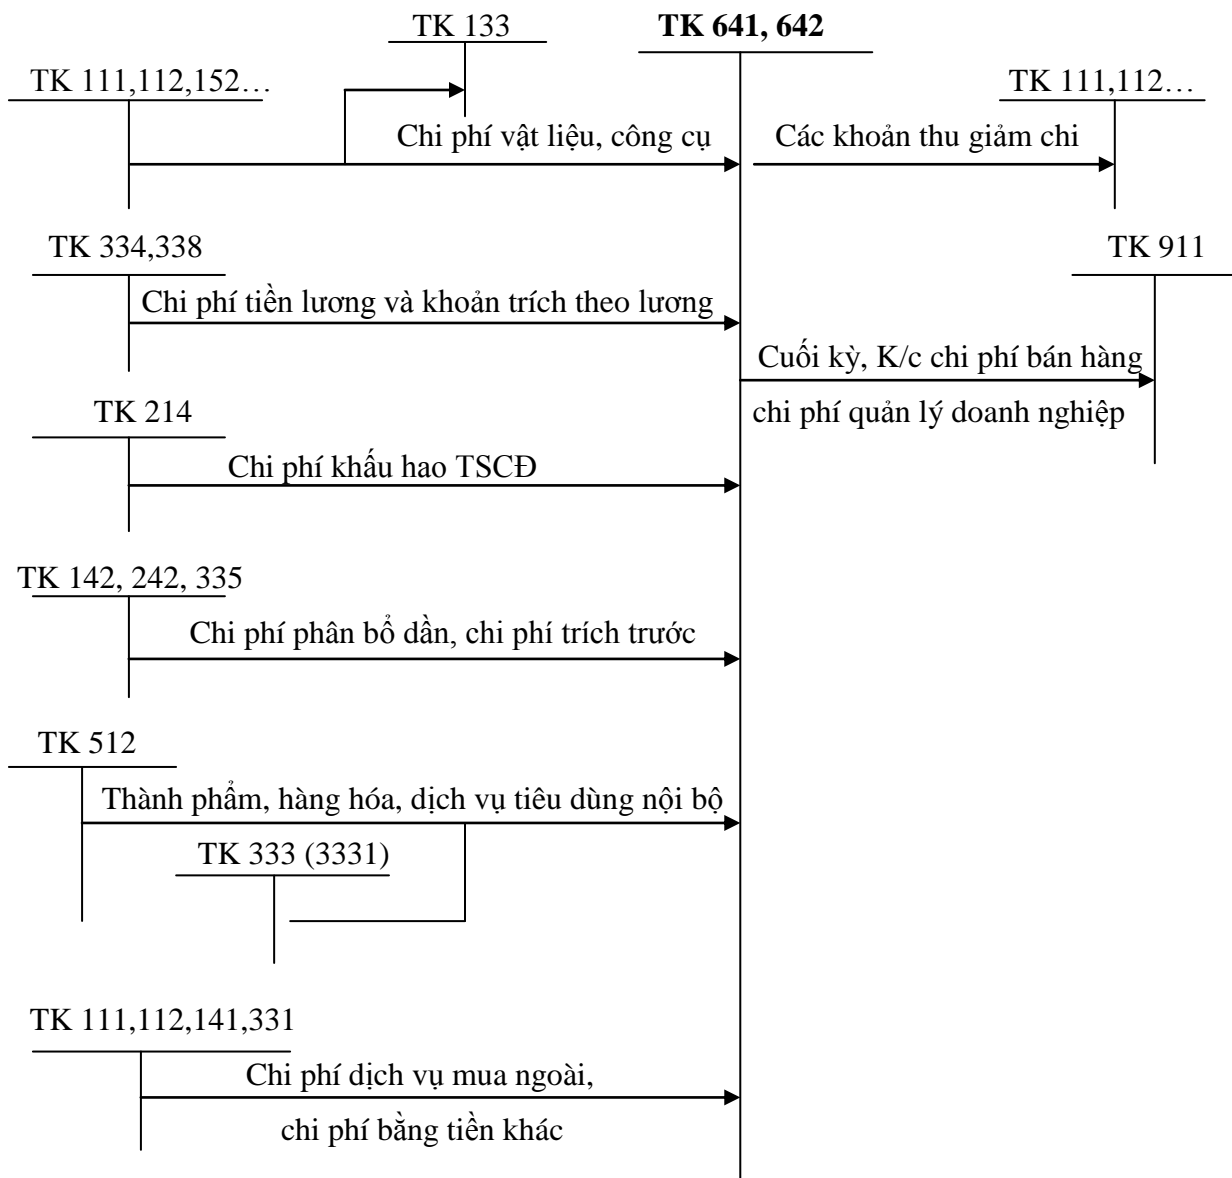 TK 133
TK 641, 642
TK 111,112,152…
TK 111,112…
Chi phí vật liệu, công cụ
Các khoản thu giảm chi
TK 334,338
TK 911
Chi phí tiền lương và khoản trích theo lương
Cuối kỳ, K/c chi phí bán hàng
chi phí quản lý doanh nghiệp
TK 214
Chi phí khấu hao TSCĐ
TK 142, 242, 335
Chi phí phân bổ dần, chi phí trích trước
TK 512
Thành phẩm, hàng hóa, dịch vụ tiêu dùng nội bộ
TK 333 (3331)
TK 111,112,141,331
Chi phí dịch vụ mua ngoài,
chi phí bằng tiền khác